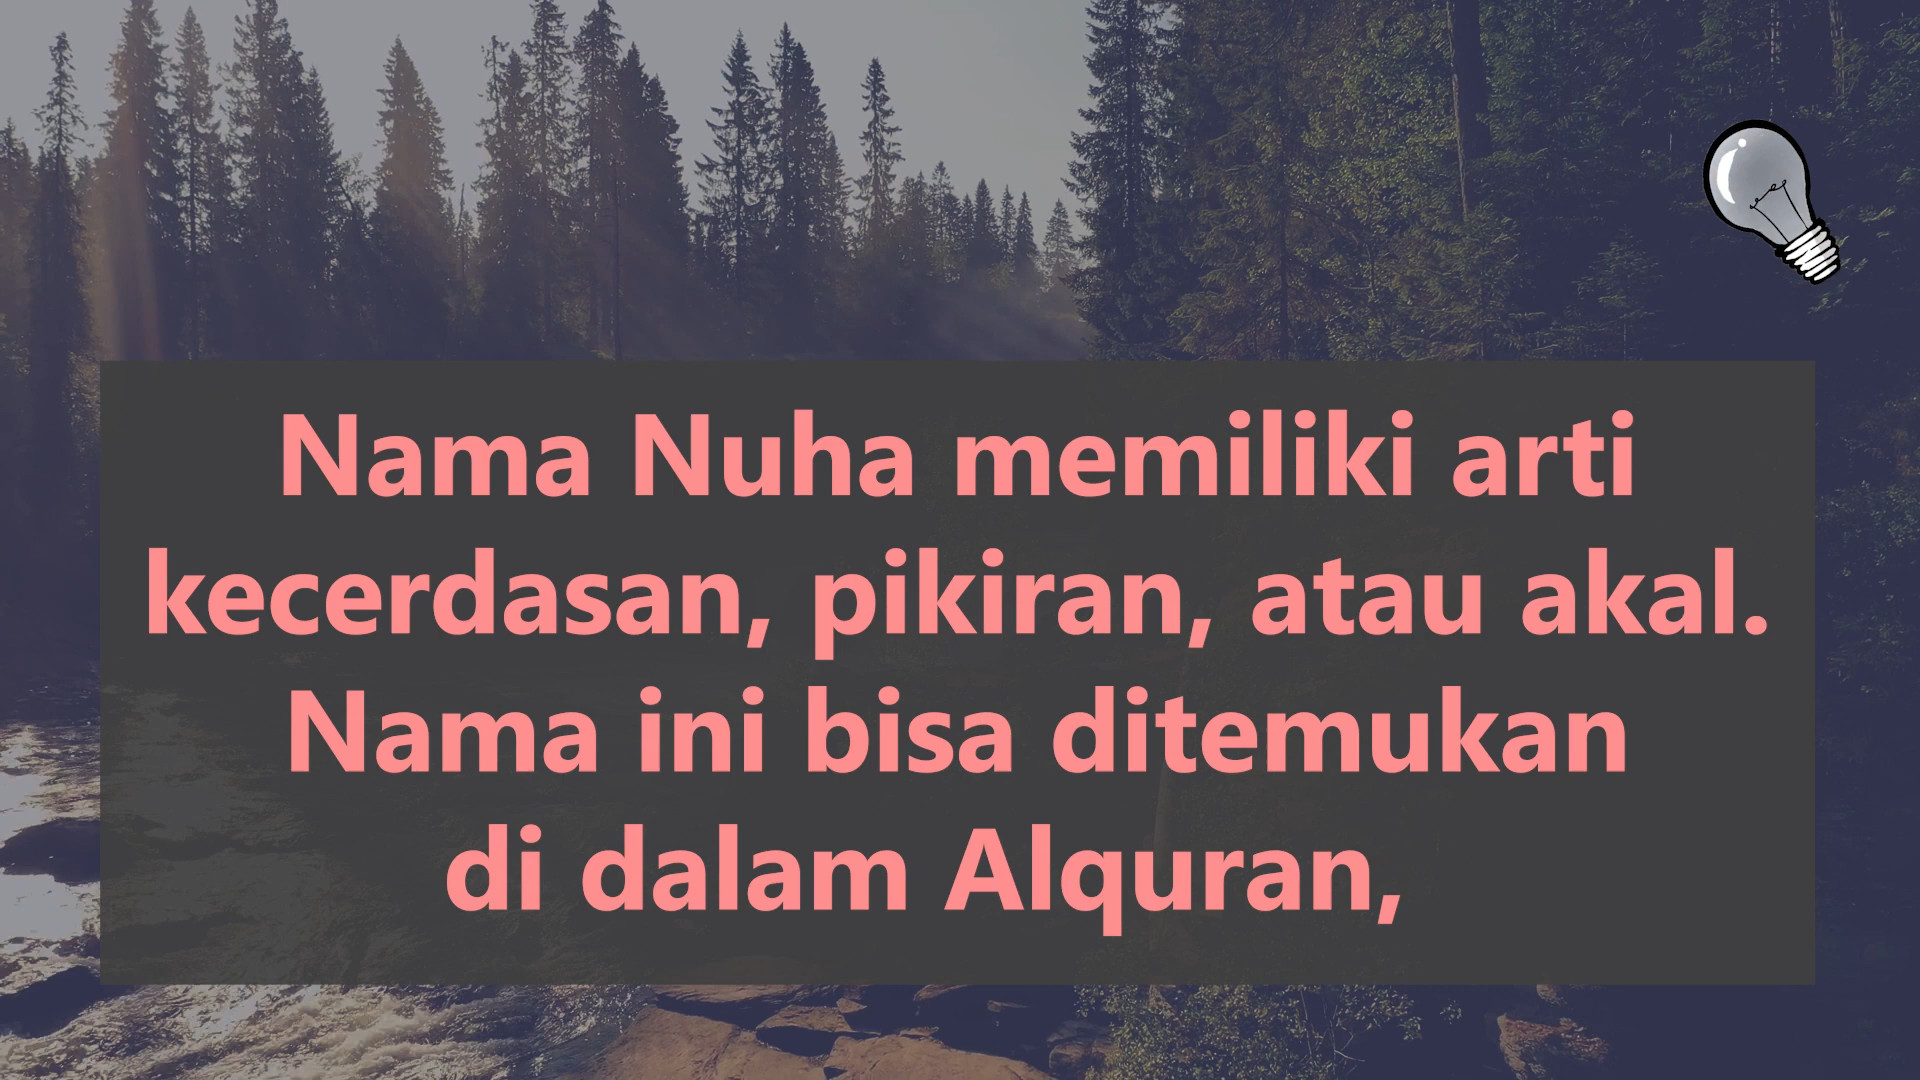 Nama Nuha memiliki arti
kecerdasan, pikiran, atau akal.
Nama ini bisa ditemukan
di dalam Alquran,